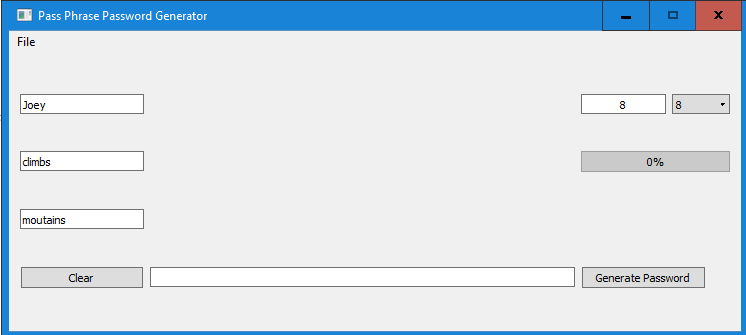 Pass Phrase Password Generator
File
Joey
8
8
climbs
0%
moutains
Clear
Generate Password